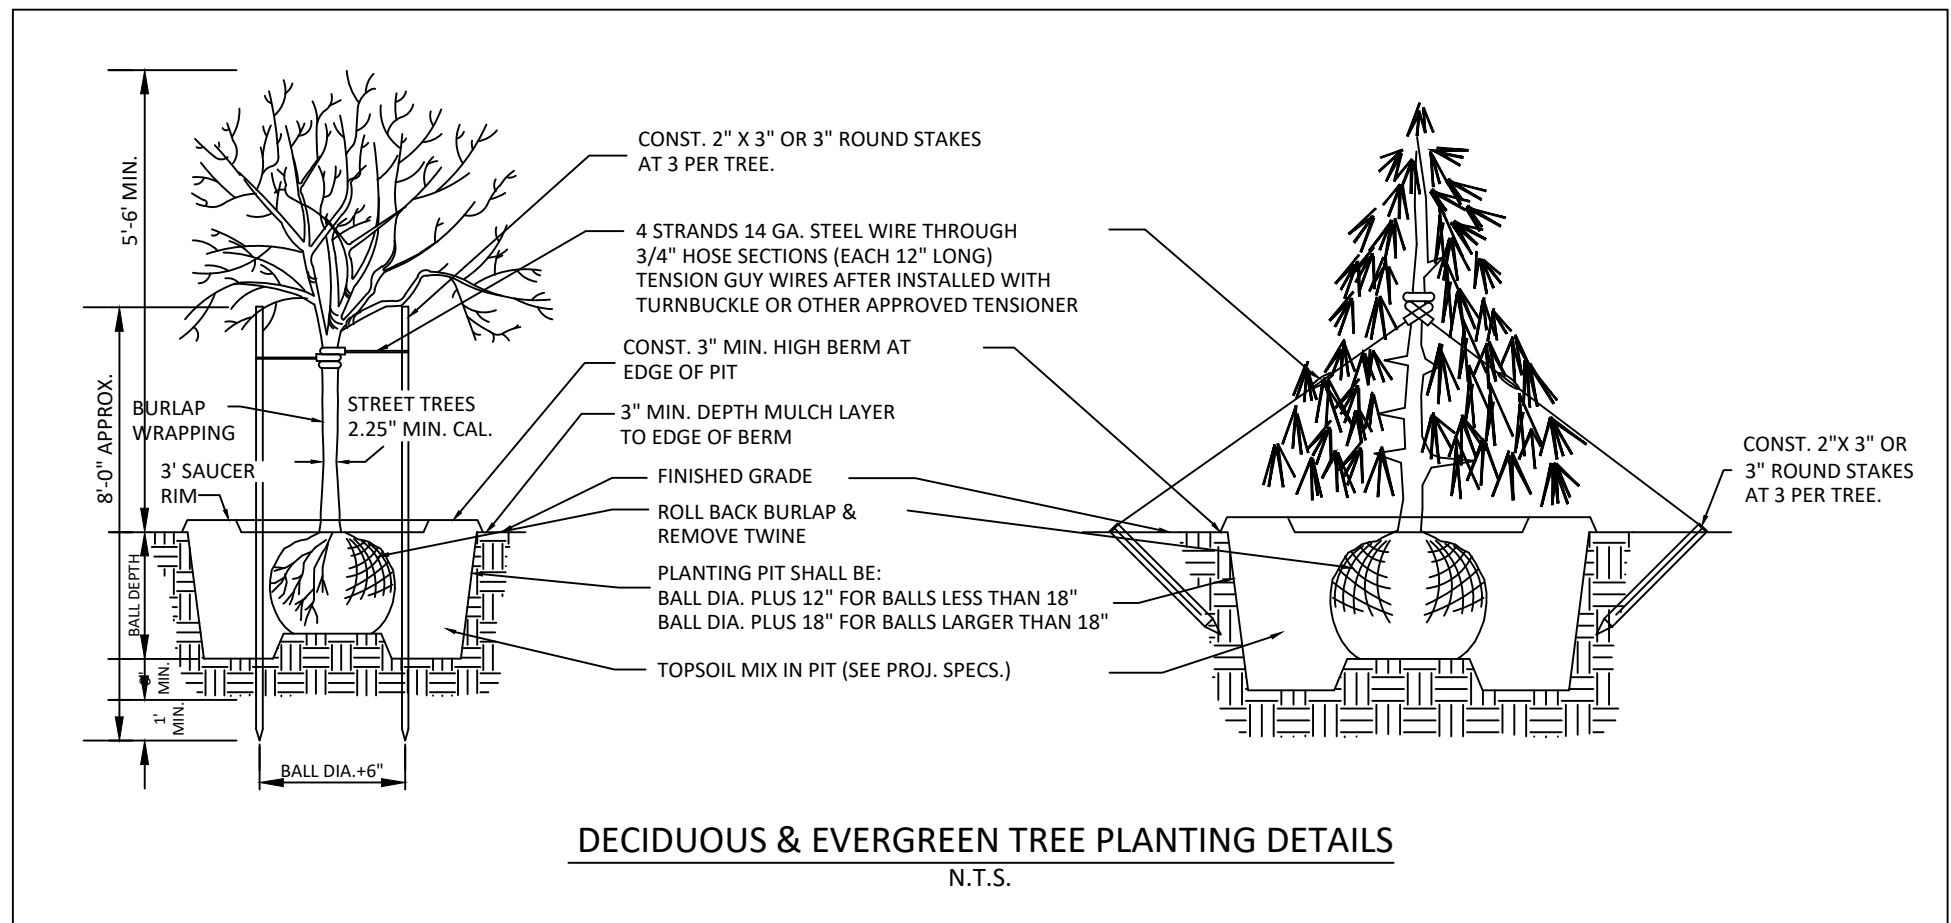 5'-6' MIN.
8'-0" APPROX.
BALL DEPTH
MIN.
1'
MIN.
BURLAP
WRAPPING
STREET TREES
2.25" MIN. CAL.
3' SAUCER
RIM
BALL DIA.+6"
CONST. 2" X 3" OR 3" ROUND STAKES
AT 3 PER TREE.
4 STRANDS 14 GA. STEEL WIRE THROUGH
3/4" HOSE SECTIONS (EACH 12" LONG)
TENSION GUY WIRES AFTER INSTALLED WITH
TURNBUCKLE OR OTHER APPROVED TENSIONER
CONST. 3" MIN. HIGH BERM AT
EDGE OF PIT
3" MIN. DEPTH MULCH LAYER
TO EDGE OF BERM
FINISHED GRADE
ROLL BACK BURLAP &
REMOVE TWINE
PLANTING PIT SHALL BE:
BALL DIA. PLUS 12" FOR BALLS LESS THAN 18"
BALL DIA. PLUS 18" FOR BALLS LARGER THAN 18"
TOPSOIL MIX IN PIT (SEE PROJ. SPECS.)
CONST. 2"X 3" OR
3" ROUND STAKES
AT 3 PER TREE.
DECIDUOUS & EVERGREEN TREE PLANTING DETAILS
N.T.S.